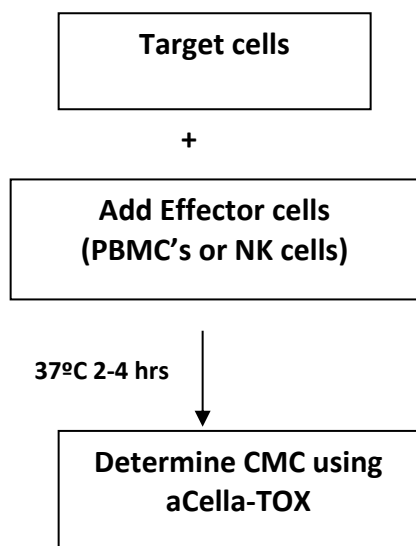 Target cells
+
Add Effector cells
(PBMC’s or NK cells)
37ºC 2-4 hrs
Determine CMC using
aCella-TOX